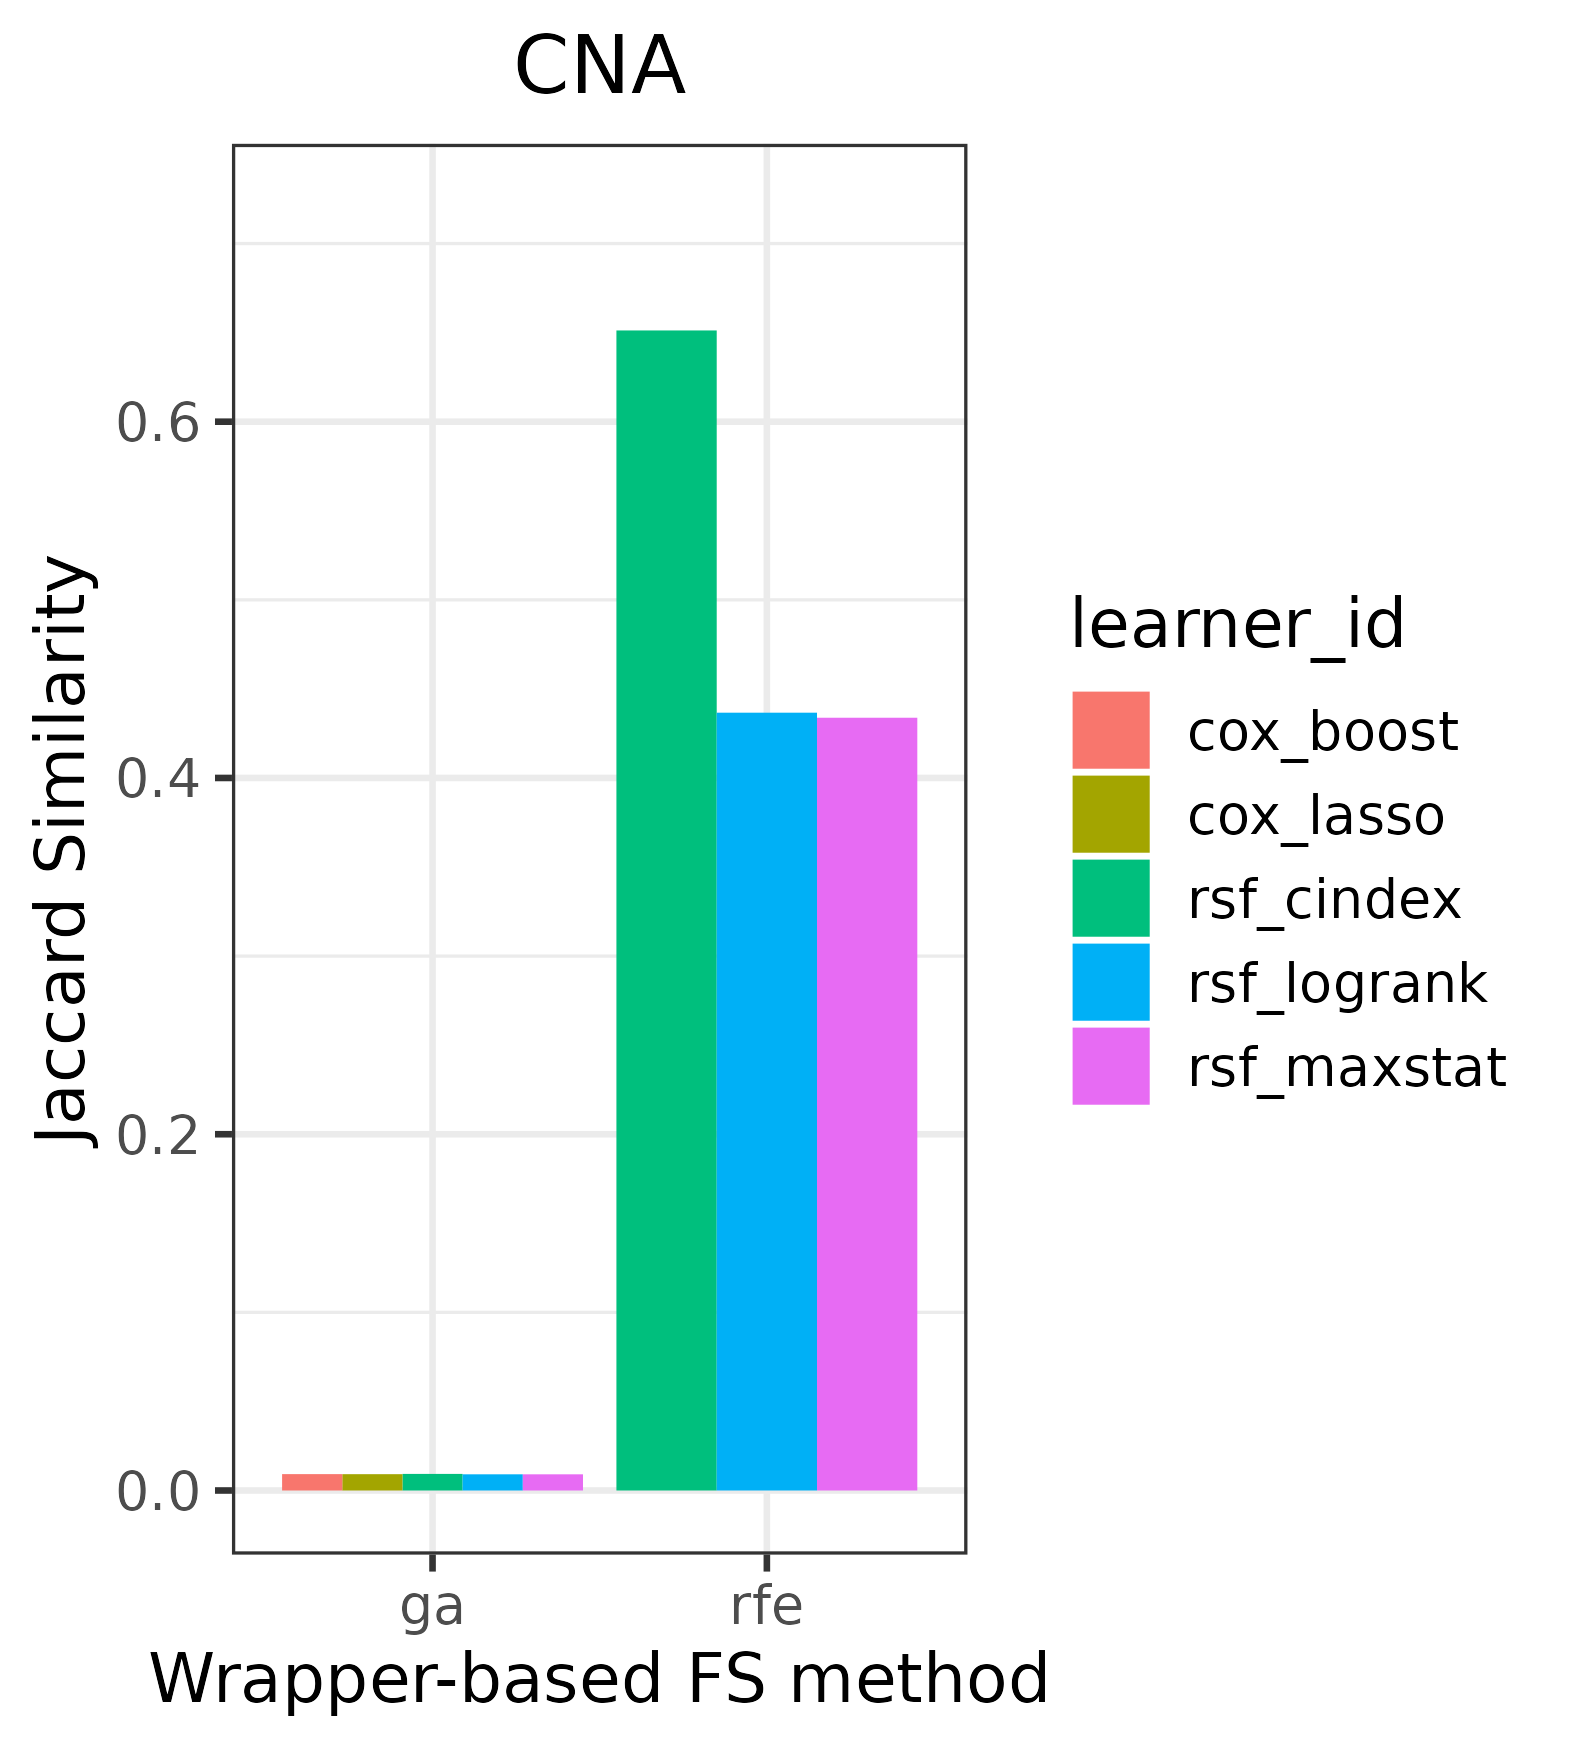 CNA
Jaccard Similarity
0.6
0.4
0.2
0.0
ga
rfe
Wrapper-based FS method
learner_id
cox_boost
cox_lasso
rsf_cindex
rsf_logrank
rsf_maxstat